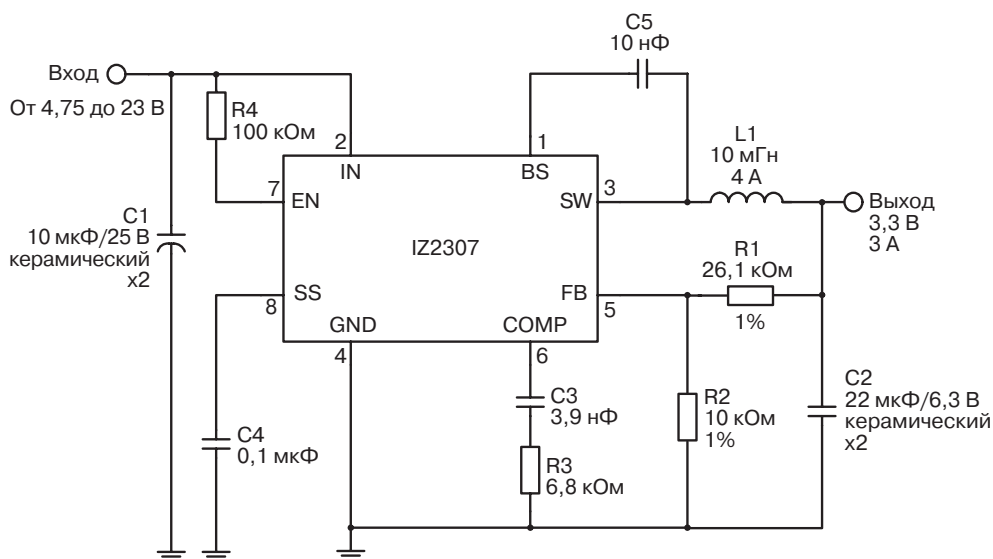 C5
10 нФ
Вход
От 4,75 до 23 В
R4
100 кОм
2
1
L1
10 мГн
4 А
IN
BS
7
EN
SW
3
Выход
3,3 В
3 А
C1
10 мкФ/25 В
керамический
x2
IZ2307
R1
26,1 кОм
1%
SS
8
FB
5
GND
COMP
4
6
C3
3,9 нФ
R2
10 кОм
1%
C2
22 мкФ/6,3 В
керамический
x2
C4
0,1 мкФ
R3
6,8 кОм